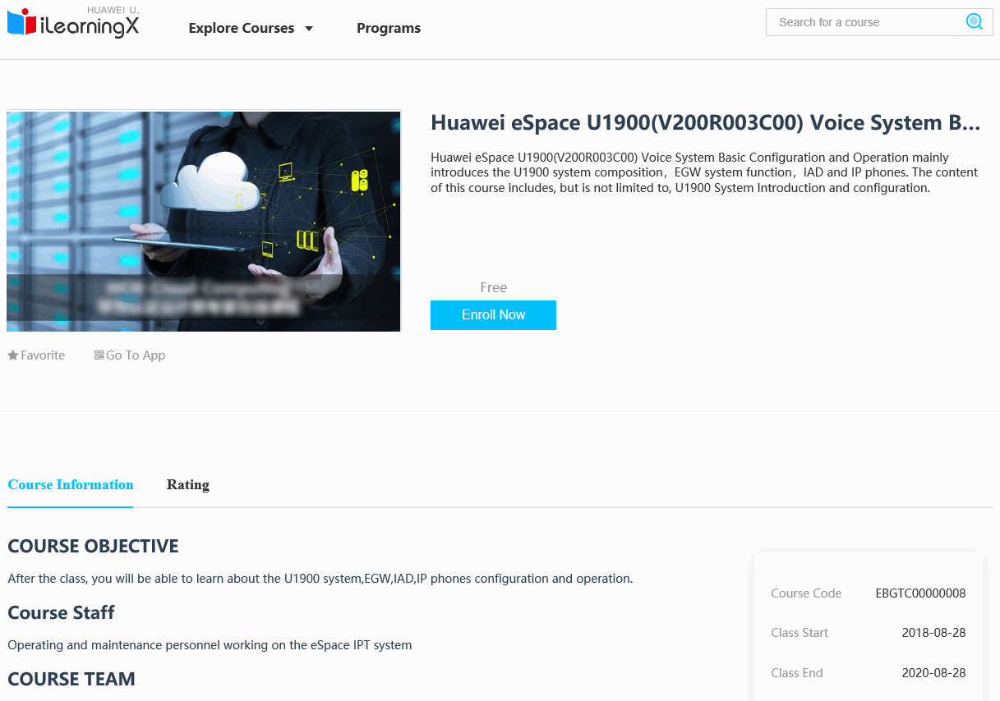 HUAWEI U.
iLearningX
Explore Courses
Programs
Search for a course
Huawei eSpace U1900(V200R003C00) Voice System B...
Huawei eSpace U1900(V200R003C00) Voice System Basic Configuration and Operation mainly
introduces the U1900 system composition，EGW system function，IAD and IP phones. The content
of this course includes, but is not limited to, U1900 System Introduction and configuration.
Free
Enroll Now
Favorite
Go To App
Course Information
Rating
COURSE OBJECTIVE
After the class, you will be able to learn about the U1900 system,EGW,IAD,IP phones configuration and operation.
Course Staff
Operating and maintenance personnel working on the eSpace IPT system
COURSE TEAM
Course Code EBGTC00000008
Class Start 2018-08-28
Class End 2020-08-28